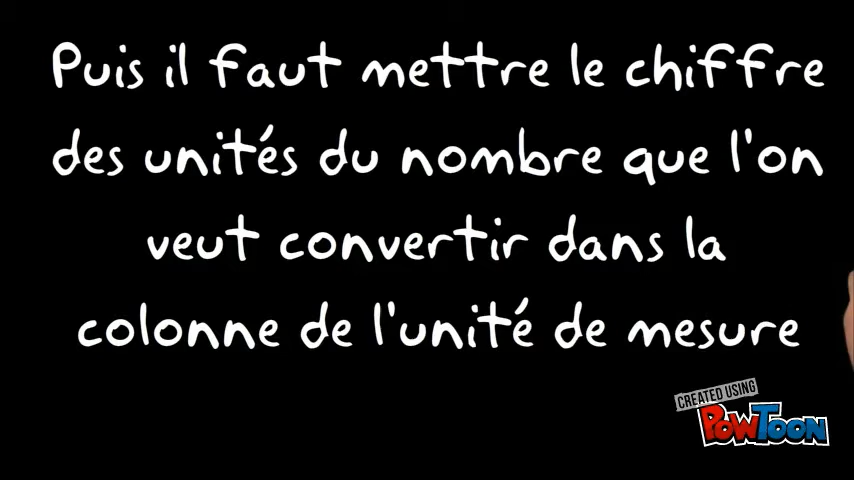 Puis il faut mettre le chiffre
des unités du nombre que l'on
veut convertir dans la
colonne de l'unité de mesure
CREATED USING
POWTOON